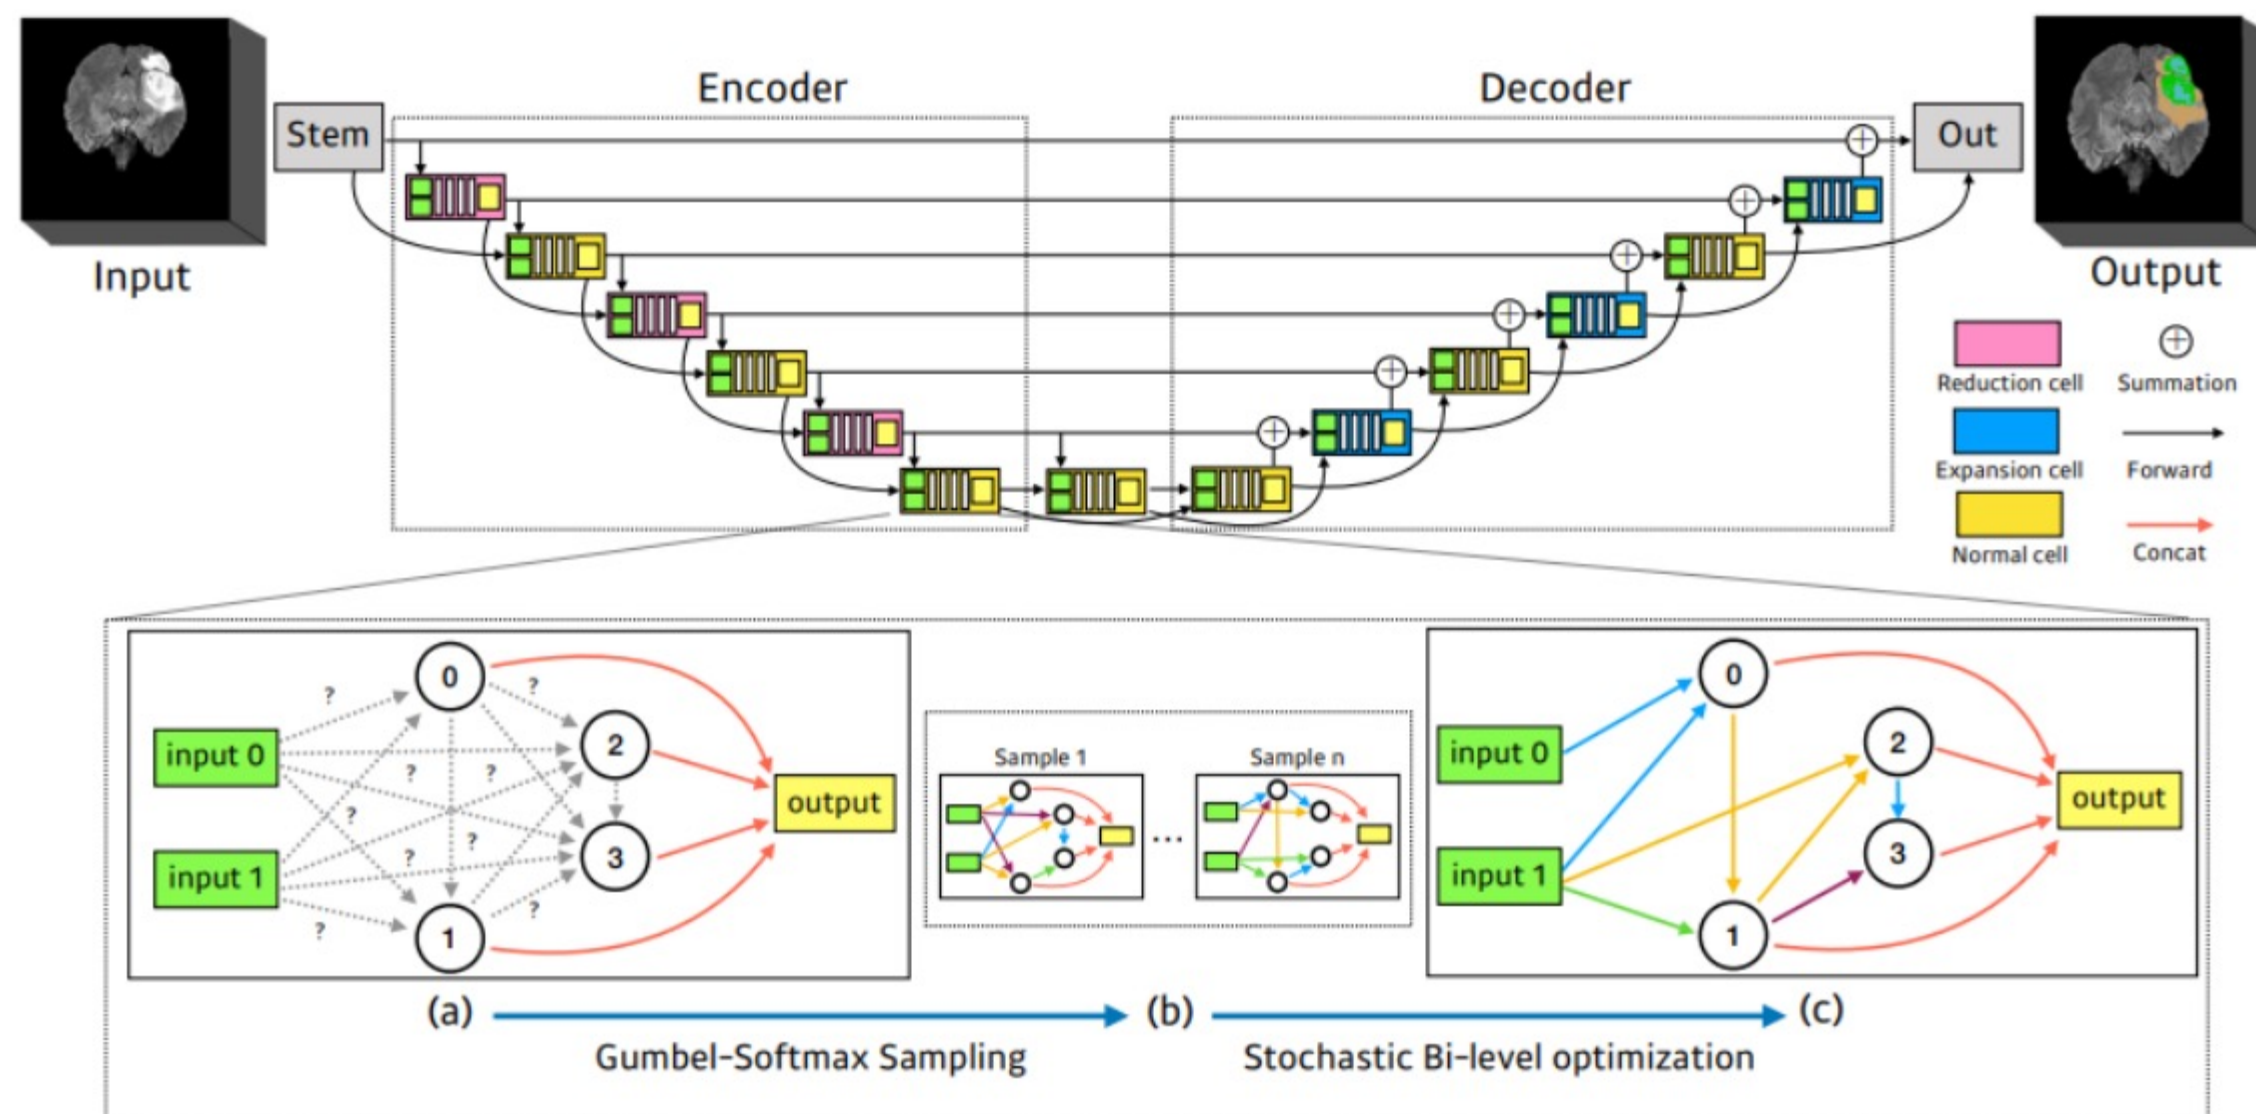 Encoder
Decoder
Stem
Out
Input
Output
Reduction cell
Summation
Expansion cell
Forward
Normal cell
Concat
0
?
?
2
input 0
?
?
Sample 1
Sample n
output
?
?
?
3
input 1
...
?
?
1
0
2
input 0
output
3
input 1
1
(a)
(b)
(c)
Gumbel-Softmax Sampling
Stochastic Bi-level optimization